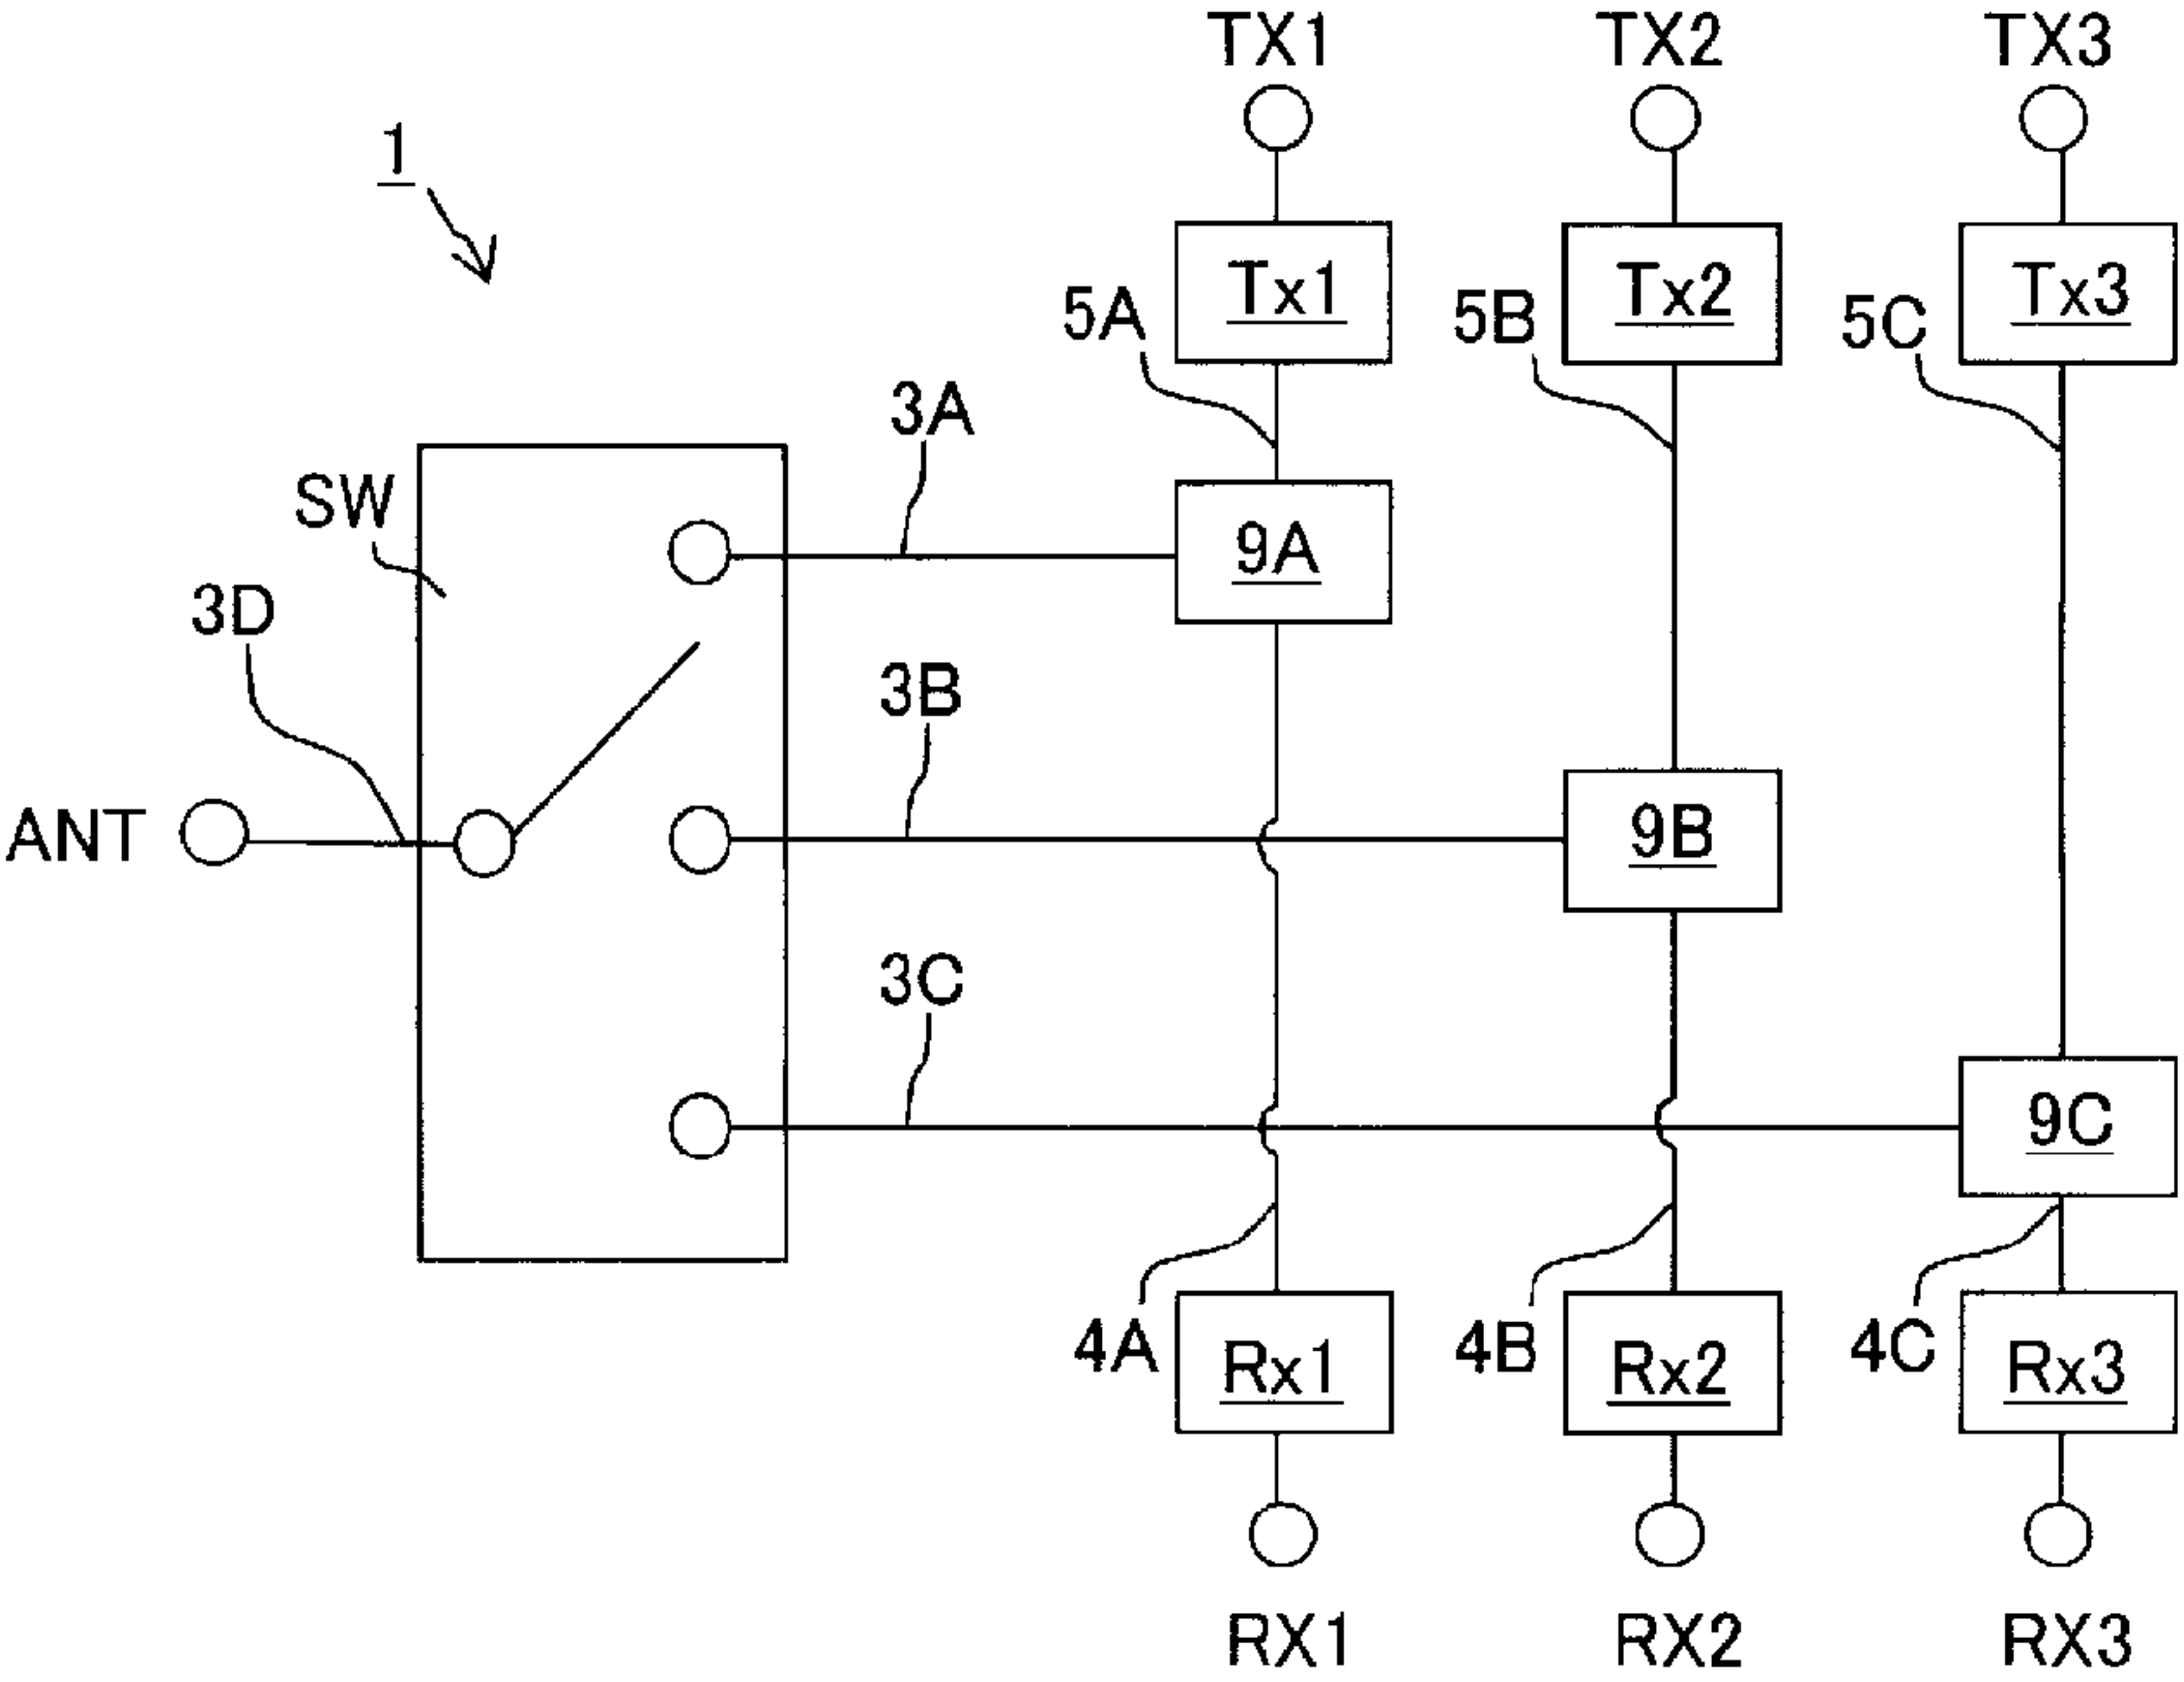 TX1 TX2 TX3
1
Tx1 Tx2 Tx3
5A 5B 5C
3A
SW
9A
3D
3B
ANT
9B
3C
9C
4A 4B 4C
Rx1 Rx2 Rx3
RX1 RX2 RX3